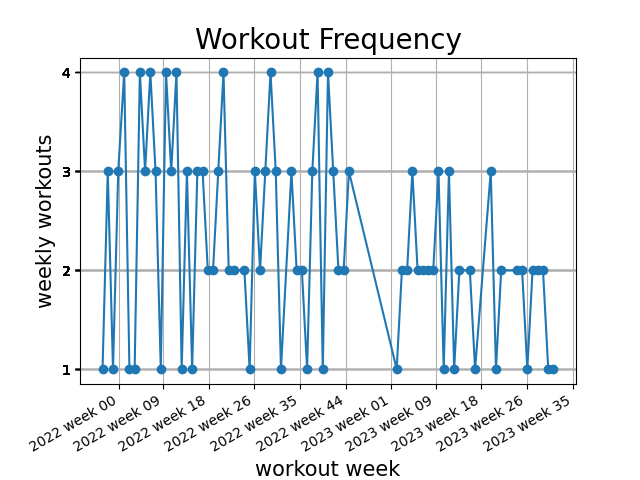 Workout Frequency
weekly workouts
4
3
2
1
2022 week 00
2022 week 09
2022 week 18
2022 week 26
2022 week 35
2022 week 44
2023 week 01
2023 week 09
2023 week 18
2023 week 26
2023 week 35
workout week